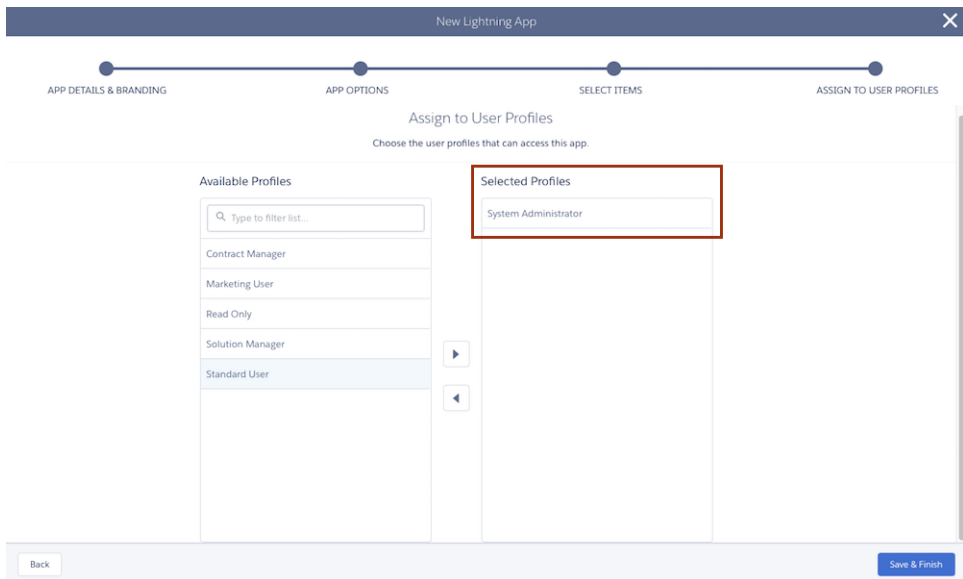 New Lightning App
APP DETAILS & BRANDING
APP OPTIONS
SELECT ITEMS
ASSIGN TO USER PROFILES
Assign to User Profiles
Choose the user profiles that can access this app.
Available Profiles
Type to filter list...
Contract Manager
Marketing User
Read Only
Solution Manager
Standard User
Selected Profiles
System Administrator
Back
Save & Finish